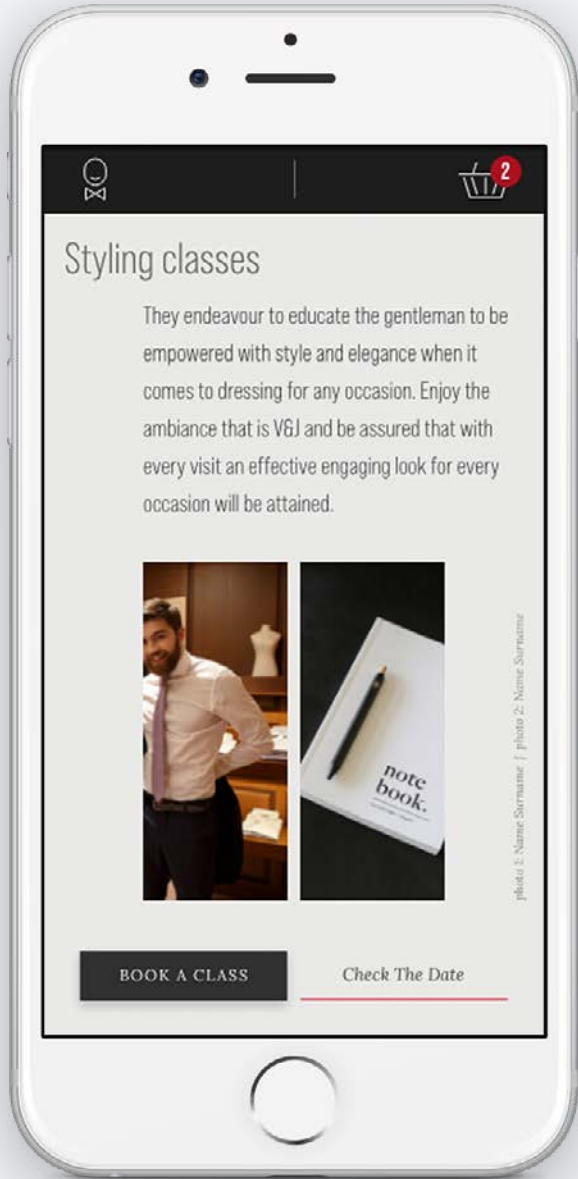 2
Styling classes
They endeavour to educate the gentleman to be
empowered with style and elegance when it
comes to dressing for any occasion. Enjoy the
ambiance that is V&J and be assured that with
every visit an effective engaging look for every
occasion will be attained.
note
book.
photo 1: Name Surname | photo 2: Name Surname
BOOK A CLASS
Check The Date